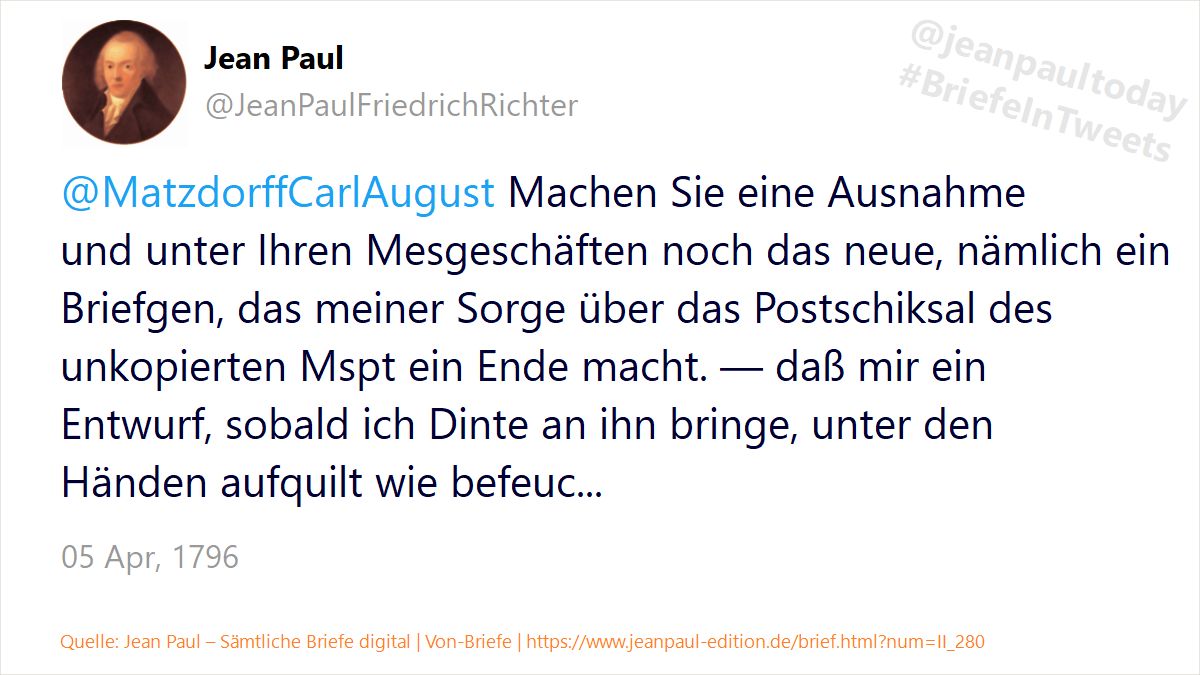 Jean Paul
@JeanPaulFriedrichRichter
@jeanpaultoday
#BriefeInTweets
@MatzdorffCarlAugust Machen Sie eine Ausnahme
und unter Ihren Mesgeschäften noch das neue, nämlich ein
Briefgen, das meiner Sorge über das Postschiksal des
unkopierten Mspt ein Ende macht. — daß mir ein
Entwurf, sobald ich Dinte an ihn bringe, unter den
Händen aufquilt wie befeuc...
05 Apr, 1796
Quelle: Jean Paul – Sämtliche Briefe digital | Von-Briefe | https://www.jeanpaul-edition.de/brief.html?num=II_280